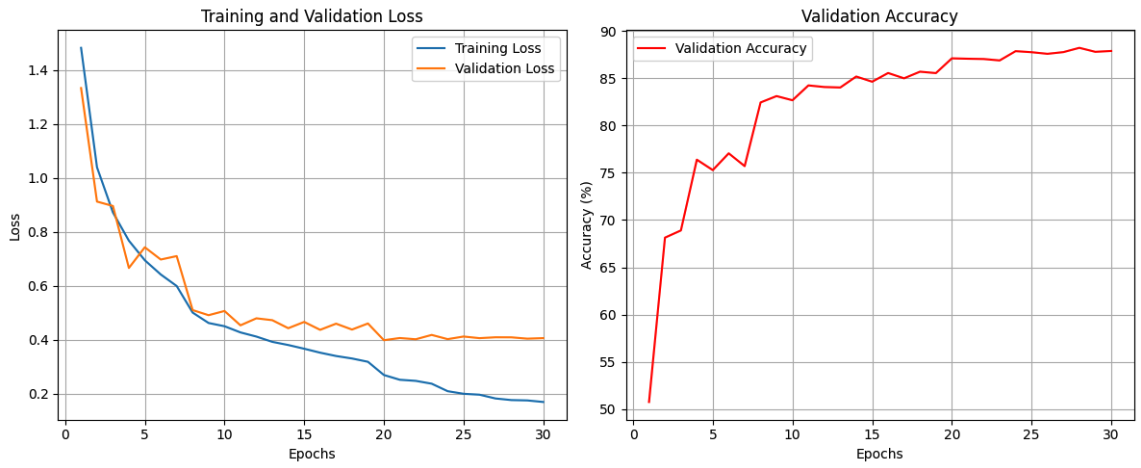 Training and Validation Loss
Training Loss
Validation Loss
Loss
1.4
1.2
1.0
0.8
0.6
0.4
0.2
0 5 10 15 20 25 30
Epochs
Validation Accuracy
Validation Accuracy
Accuracy (%)
90
85
80
75
70
65
60
55
50
0 5 10 15 20 25 30
Epochs